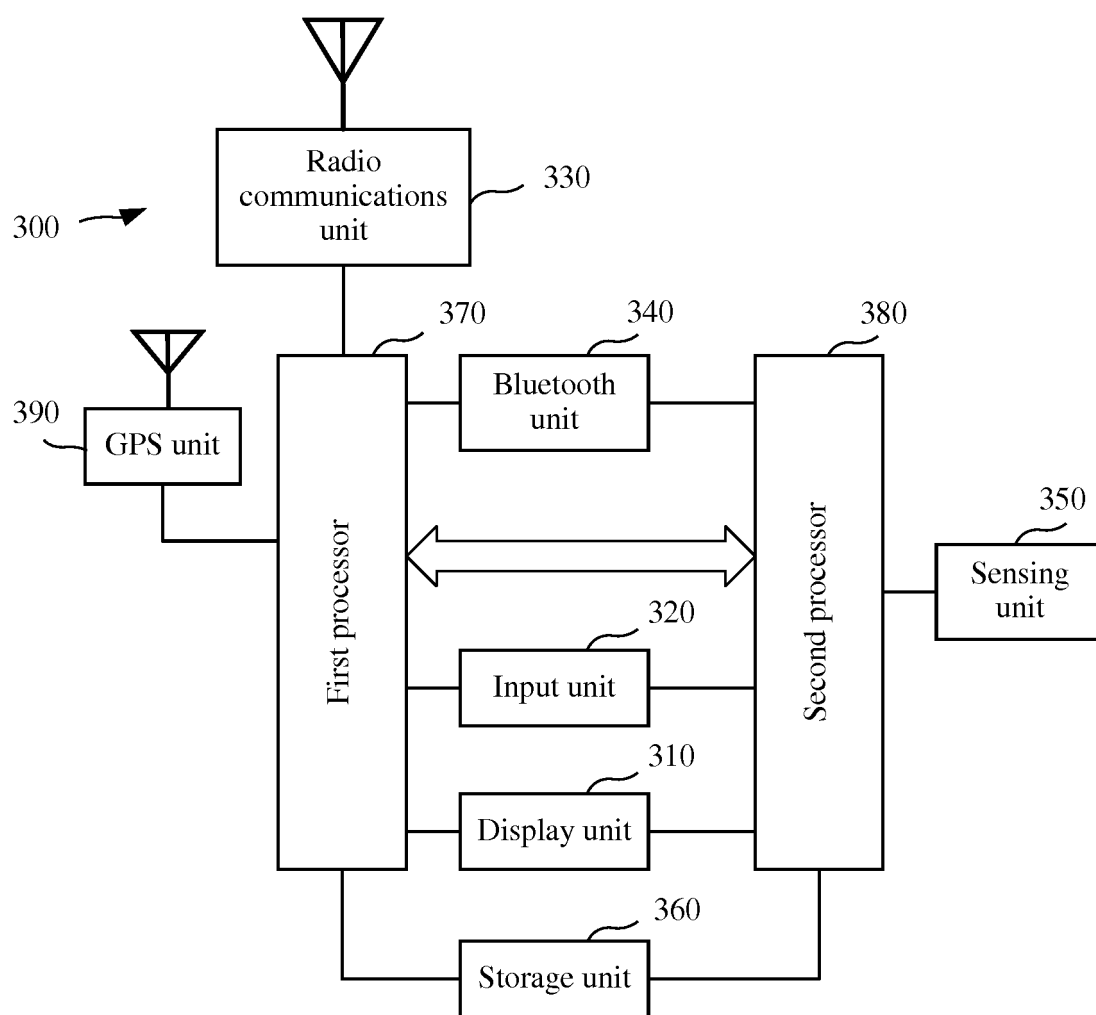 Radio
communications
unit
330
300
370
340
380
390
GPS unit
Bluetooth
unit
350
Sensing
unit
First processor
Second processor
320
Input unit
310
Display unit
360
Storage unit